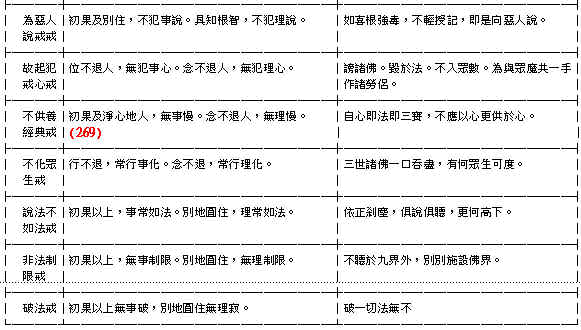 為惡人
說戒戒
初果及別住，不犯事說。具知根智，不犯理說。
如喜根強毒，不輕授記，即是向惡人說。
故起犯
戒心戒
位不退人，無犯事心。念不退人，無犯理心。
謗諸佛。毀於法。不入眾數。為與眾魔共一手
作諸勞侶。
不供養
經典戒
初果及淨心地人，無事慢。念不退人，無理慢。
(269)
自心即法即三寶，不應以心更供於心。
不化眾
生戒
行不退，常行事化。念不退，常行理化。
三世諸佛一口吞盡，有何眾生可度。
說法不
如法戒
初果以上，事常如法。別地圓住，理常如法。
依正剎塵，俱說俱聽，更何高下。
非法制
限戒
初果以上，無事制限。別地圓住，無理制限。
不聽於九界外，別別施設佛界。
破法戒
初果以上無事破，別地圓住無理寂。
破一切法無不